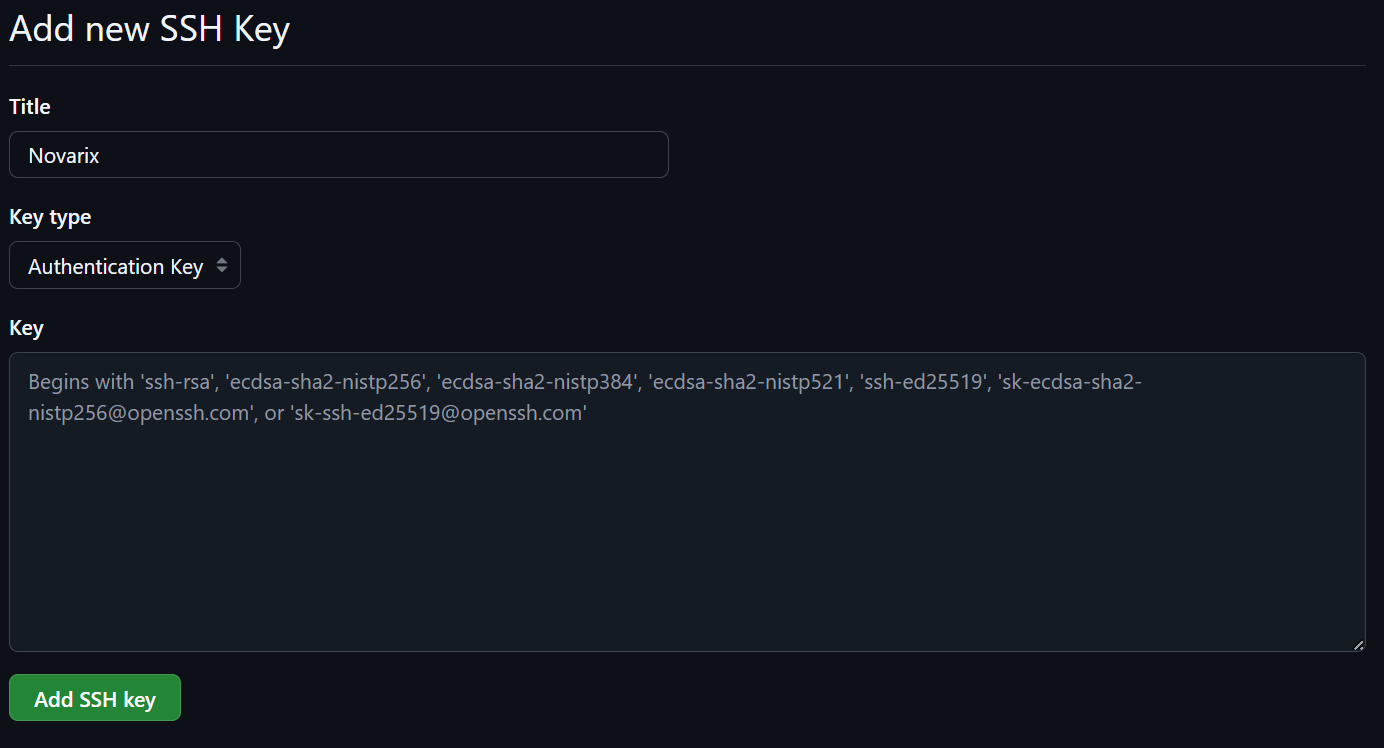 Add new SSH Key
Title
Novarix
Key type
Authentication Key
Key
Begins with 'ssh-rsa', 'ecdsa-sha2-nistp256', 'ecdsa-sha2-nistp384', 'ecdsa-sha2-nistp521', 'ssh-ed25519', 'sk-ecdsa-sha2-
nistp256@openssh.com', or 'sk-ssh-ed25519@openssh.com'
Add SSH key